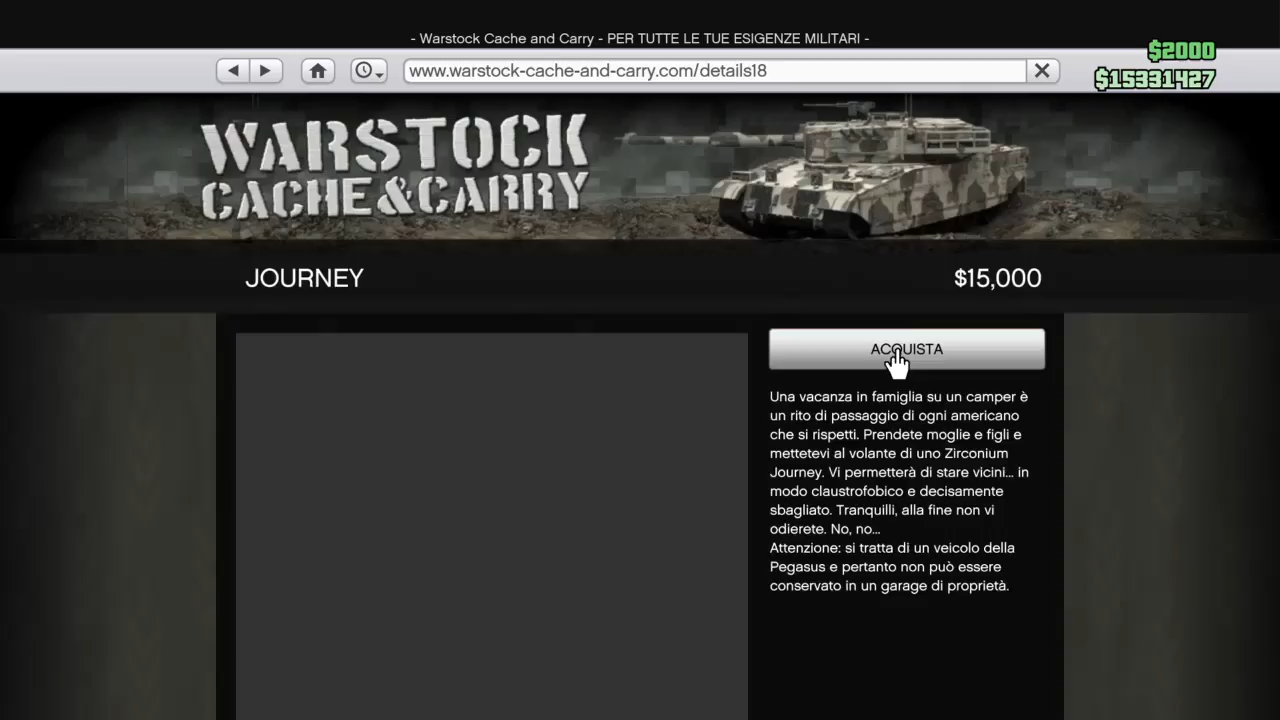 - Warstock Cache and Carry - PER TUTTE LE TUE ESIGENZE MILITARI -
$2000
www.warstock-cache-and-carry.com/details18
$15331427
WARSTOCK
CACHE&CARRY
JOURNEY
$15,000
ACQUISTA
Una vacanza in famiglia su un camper è
un rito di passaggio di ogni americano
che si rispetti. Prendete moglie e figli e
mettetevi al volante di uno Zirconium
Journey. Vi permetterà di stare vicini... in
modo claustrofobico e decisamente
sbagliato. Tranquilli, alla fine non vi
odierete. No, no...
Attenzione: si tratta di un veicolo della
Pegasus e pertanto non può essere
conservato in un garage di proprietà.